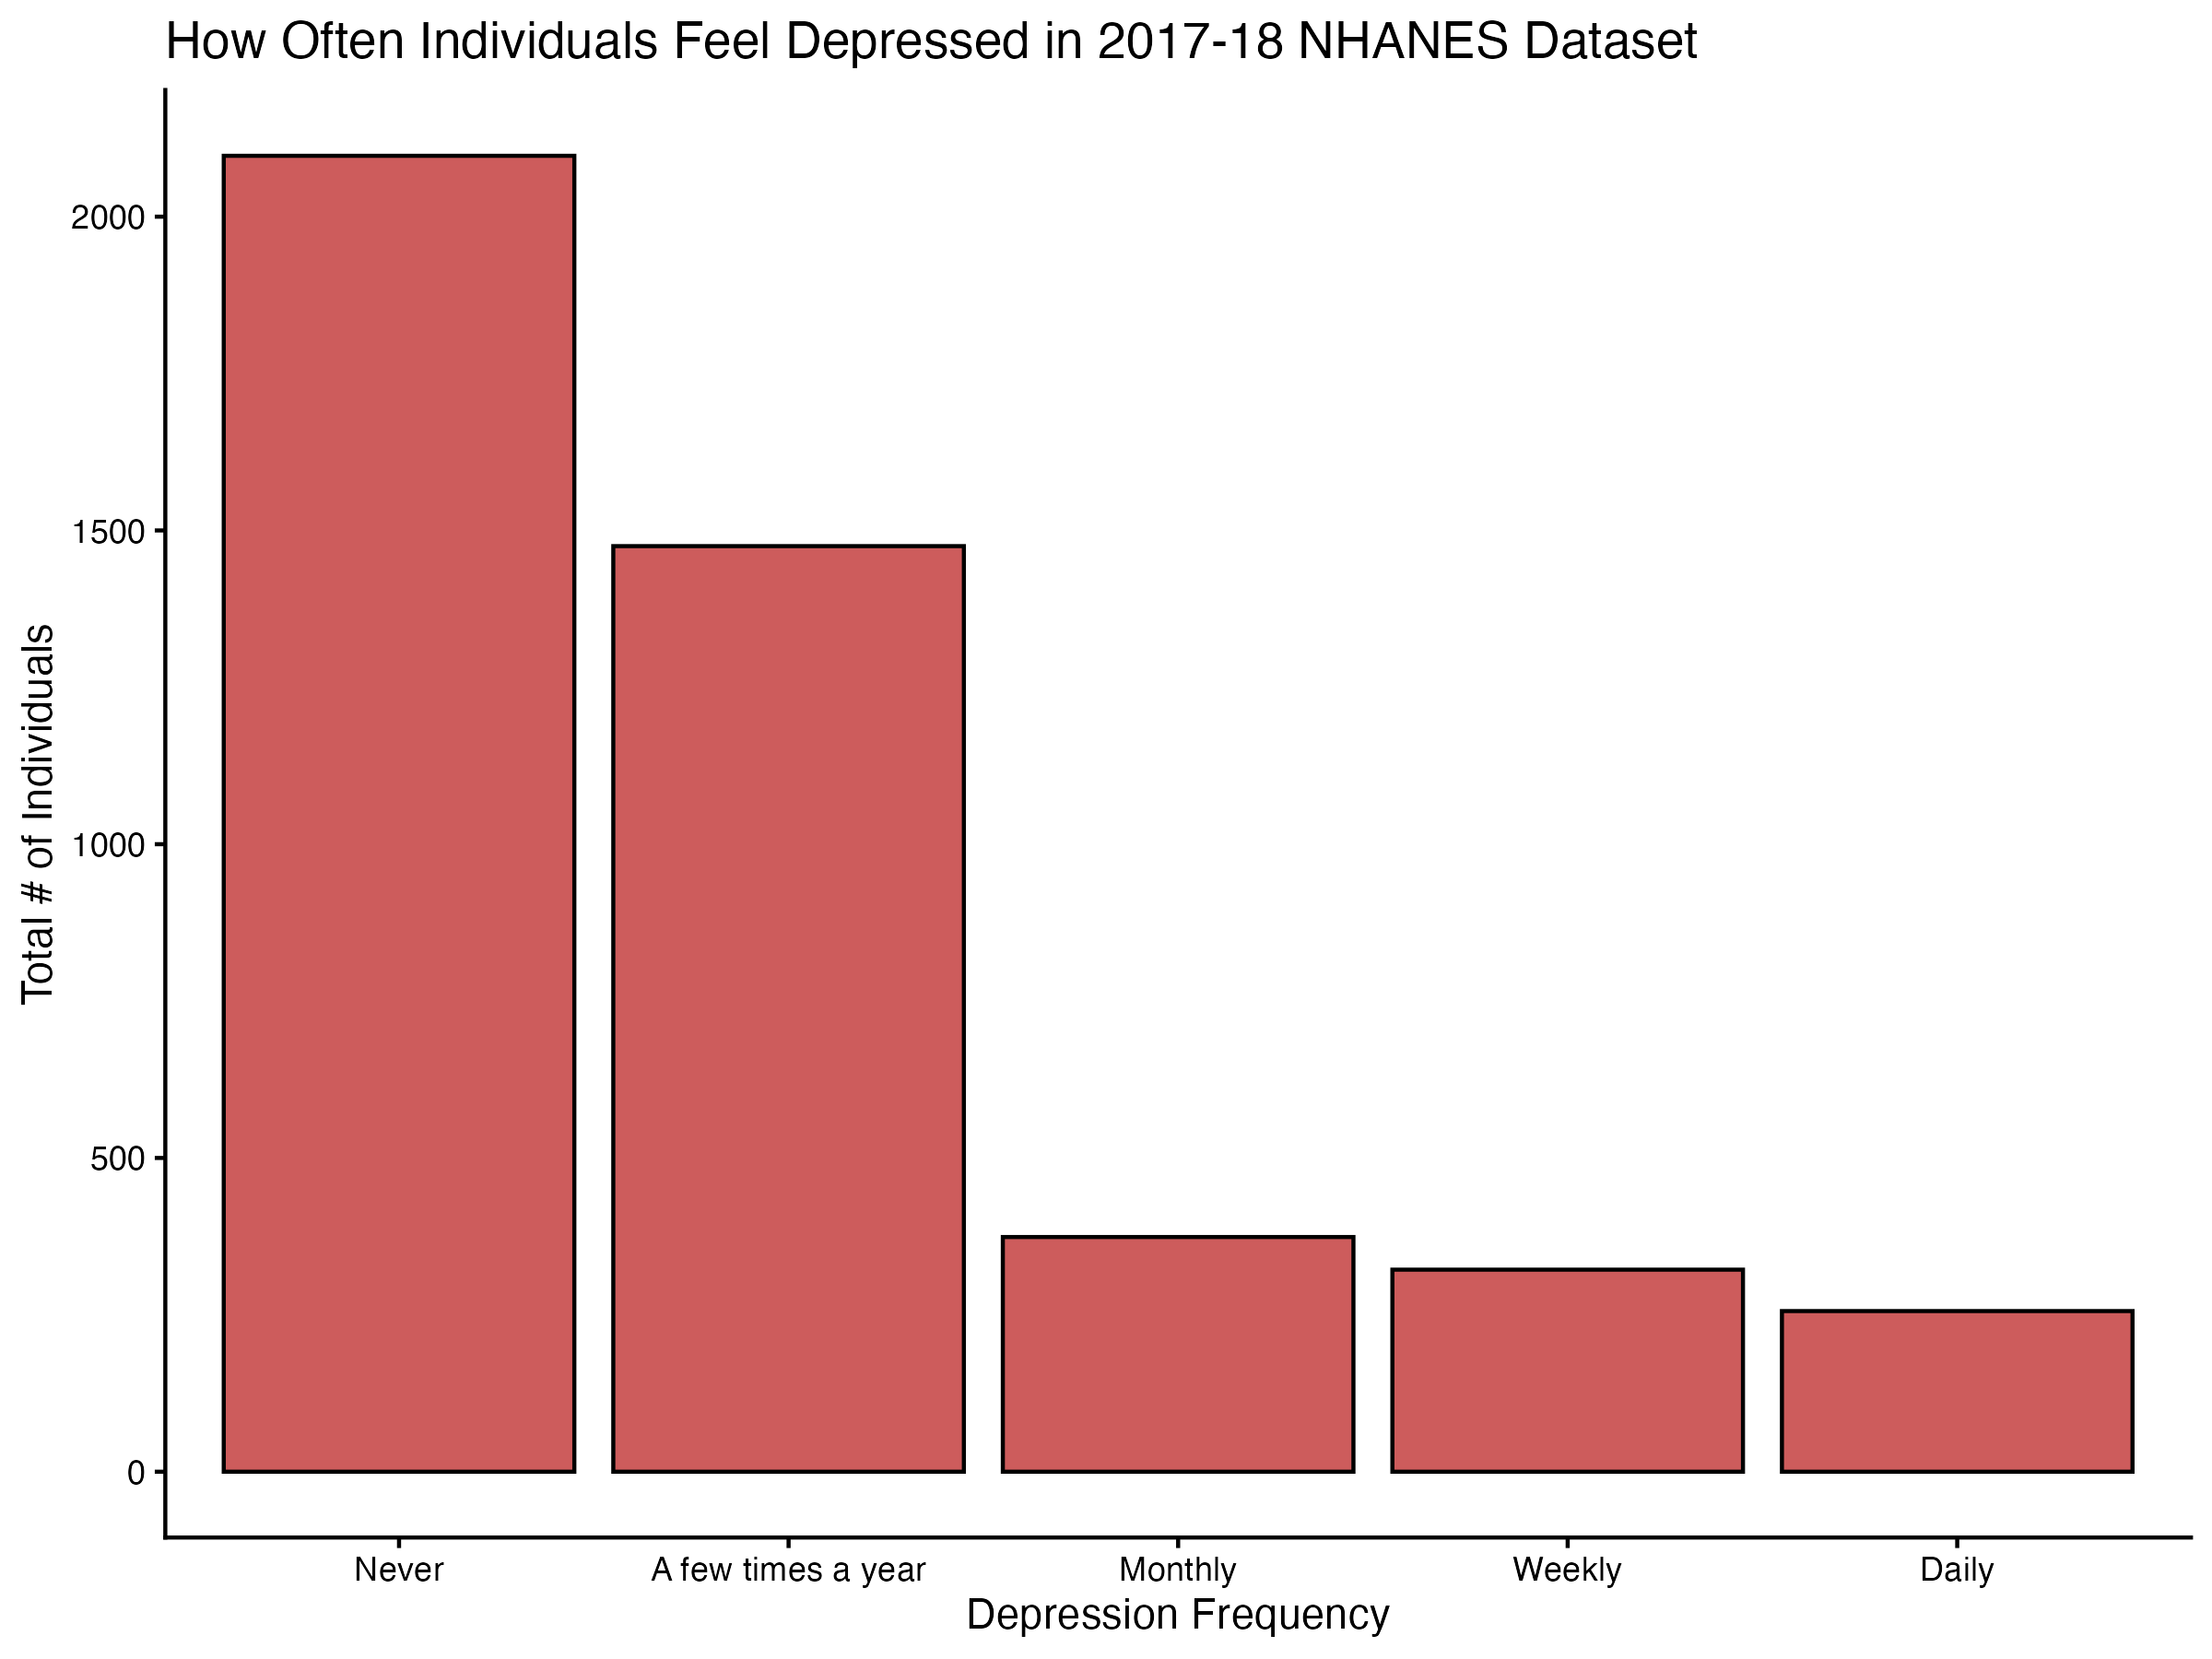 How Often Individuals Feel Depressed in 2017-18 NHANES Dataset
Total # of Individuals
2000
1500
1000
500
0
Never
A few times a year
Monthly
Weekly
Daily
Depression Frequency